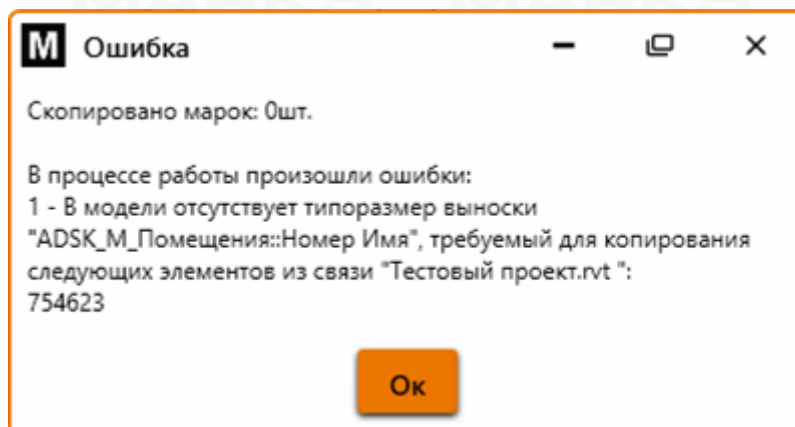 M Ошибка
Скопировано марок: 0шт.
В процессе работы произошли ошибки:
1 - В модели отсутствует типоразмер выноски
"ADSK_M_Помещения::Номер Имя", требуемый для копирования
следующих элементов из связи "Тестовый проект.rvt ":
754623
Ок